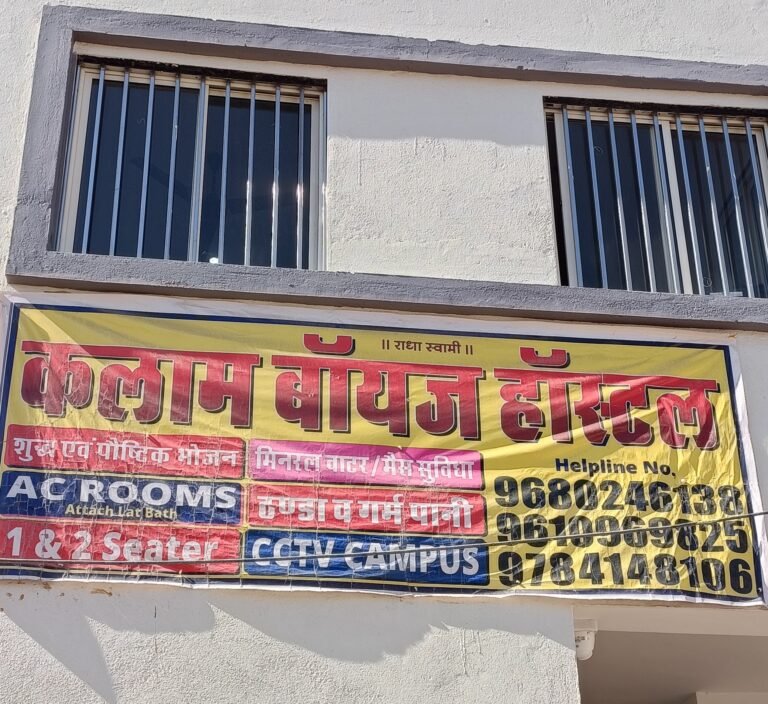 ॥ राधा स्वामी ॥
कलाम बॉयज हॉस्टल
शुद्ध एवं पौष्टिक भोजन
मिनरल वाटर / मैस सुविधा
Helpline No.
AC ROOMS
Attach Lat Bath
ठण्डा व गर्म पानी
9680246138
9610969825
1 & 2 Seater
CCTV CAMPUS
9784148106